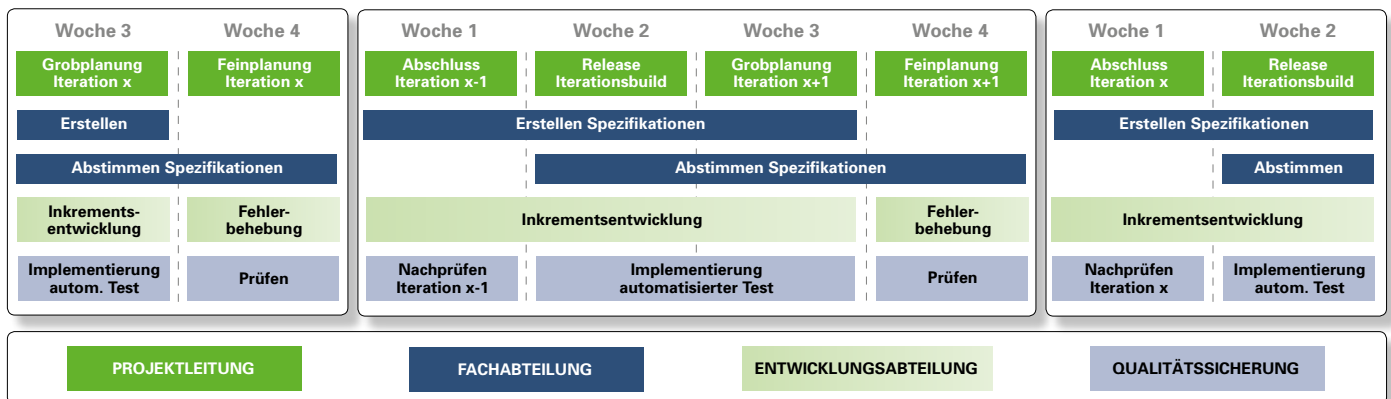 Woche 3
Woche 4
Woche 1
Woche 2
Woche 3
Woche 4
Woche 1
Woche 2
Grobplanung
Iteration x
Feinplanung
Iteration x
Abschluss
Iteration x-1
Release
Iterationsbuild
Grobplanung
Iteration x+1
Feinplanung
Iteration x+1
Abschluss
Iteration x
Release
Iterationsbuild
Erstellen
Erstellen Spezifikationen
Erstellen Spezifikationen
Abstimmen Spezifikationen
Abstimmen Spezifikationen
Abstimmen
Inkrements-
entwicklung
Fehler-
behebung
Inkrementsentwicklung
Fehler-
behebung
Inkrementsentwicklung
Implementierung
autom. Test
Prüfen
Nachprüfen
Iteration x-1
Implementierung
automatisierter Test
Prüfen
Nachprüfen
Iteration x
Implementierung
autom. Test
PROJEKTLEITUNG
FACHABTEILUNG
ENTWICKLUNGSABTEILUNG
QUALITÄTSSICHERUNG